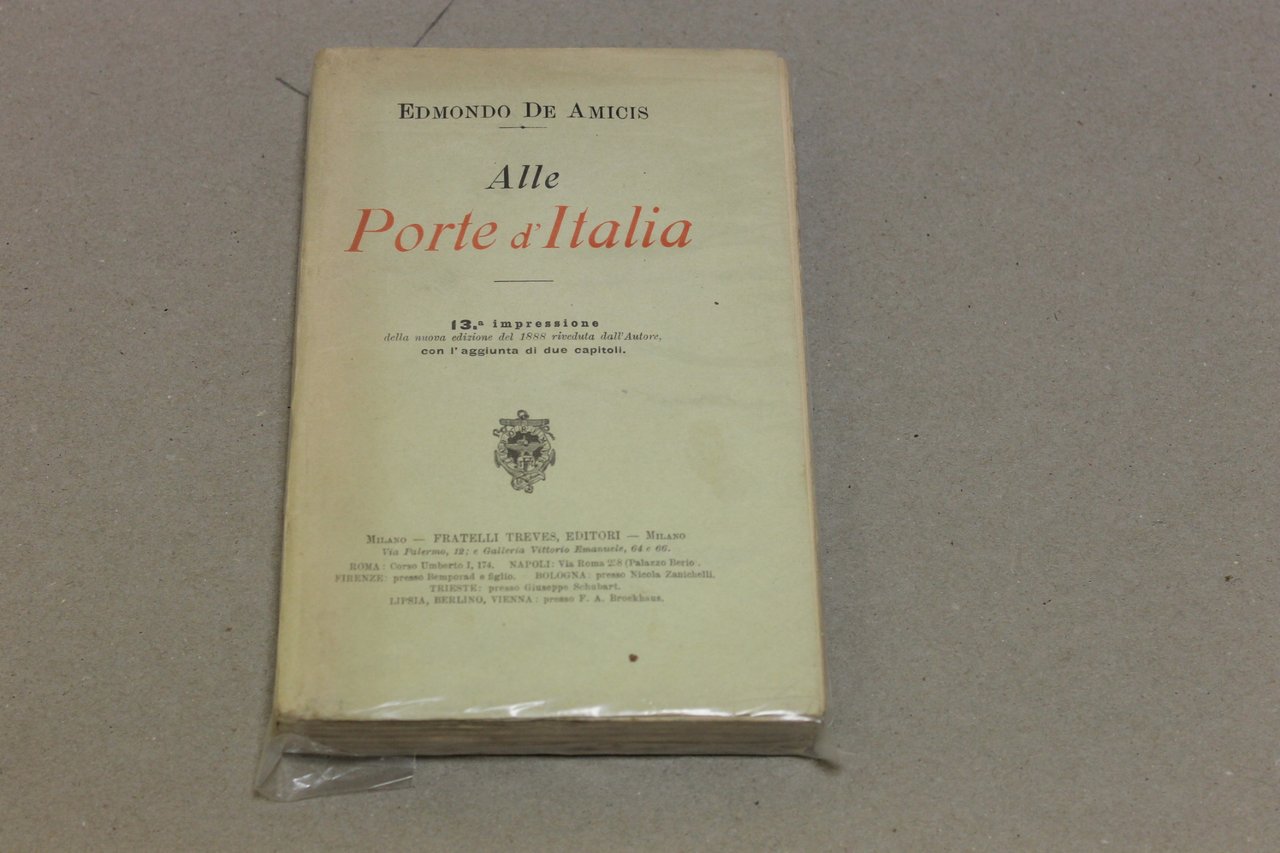 EDMONDO DE AMICIS
Alle
Porte d'Italia
13.ª impressione
della nuova edizione del 1888 riveduta dall'Autore,
con l'aggiunta di due capitoli.
MILANO — FRATELLI TREVES, EDITORI — MILANO
Via Palermo, 12; e Galleria Vittorio Emanuele, 64 e 66.
ROMA: Corso Umberto I, 174. NAPOLI: Via Roma 258 (Palazzo Berio .
FIRENZE: presso Bemporad e figlio. BOLOGNA: presso Nicola Zanichelli.
TRIESTE: presso Giuseppe Schubart.
LIPSIA, BERLINO, VIENNA: presso F. A. Brockhaus.